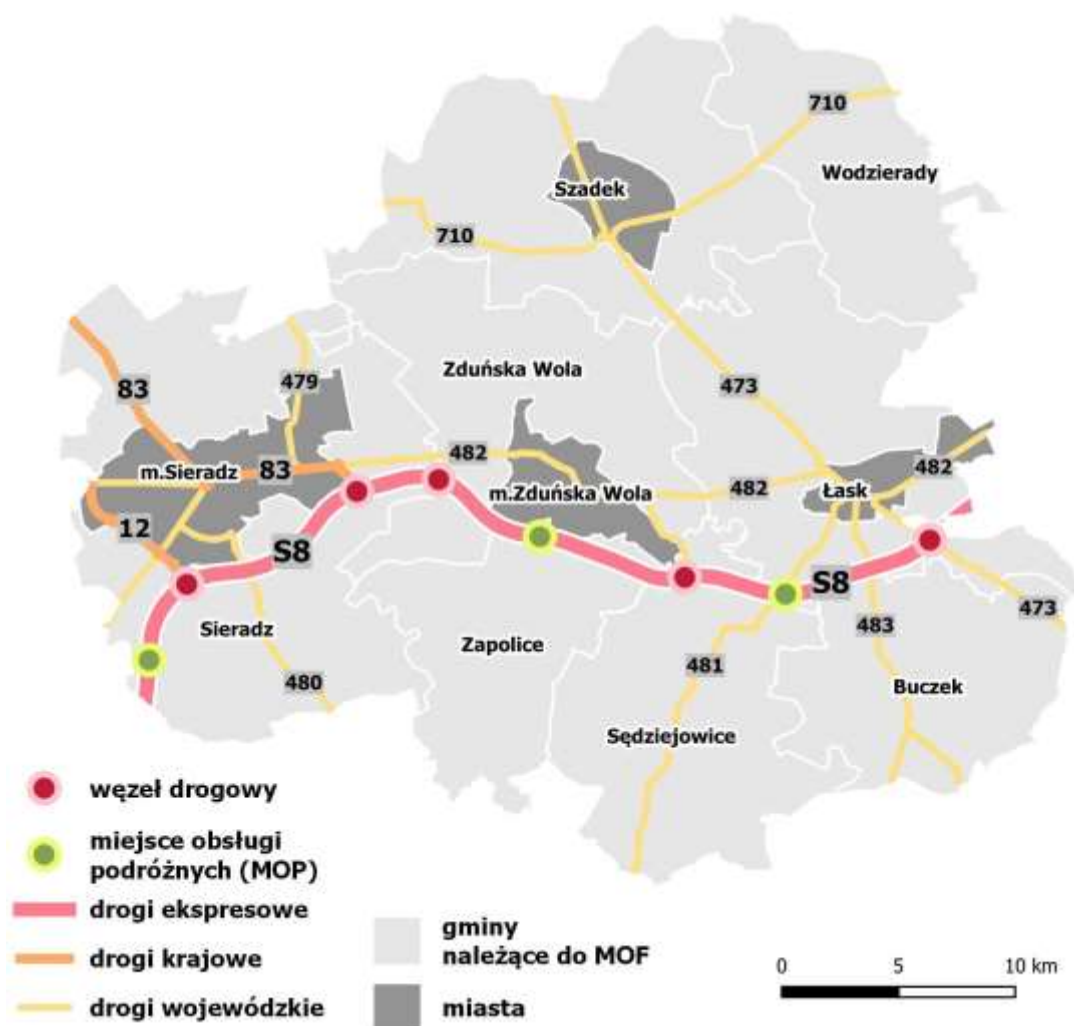 710
Wodzierady
Szadek
710
Zduńska Wola
83
479
473
482
m.Sieradz
83
482
m.Zduńska Wola
482
Łask
12
S8
S8
Sieradz
Zapolice
481
483
473
480
Buczek
Sędziejowice
węzeł drogowy
miejsce obsługi
podróżnych (MOP)
drogi ekspresowe
drogi krajowe
drogi wojewódzkie
gminy
należące do MOF
miasta
0 5 10 km